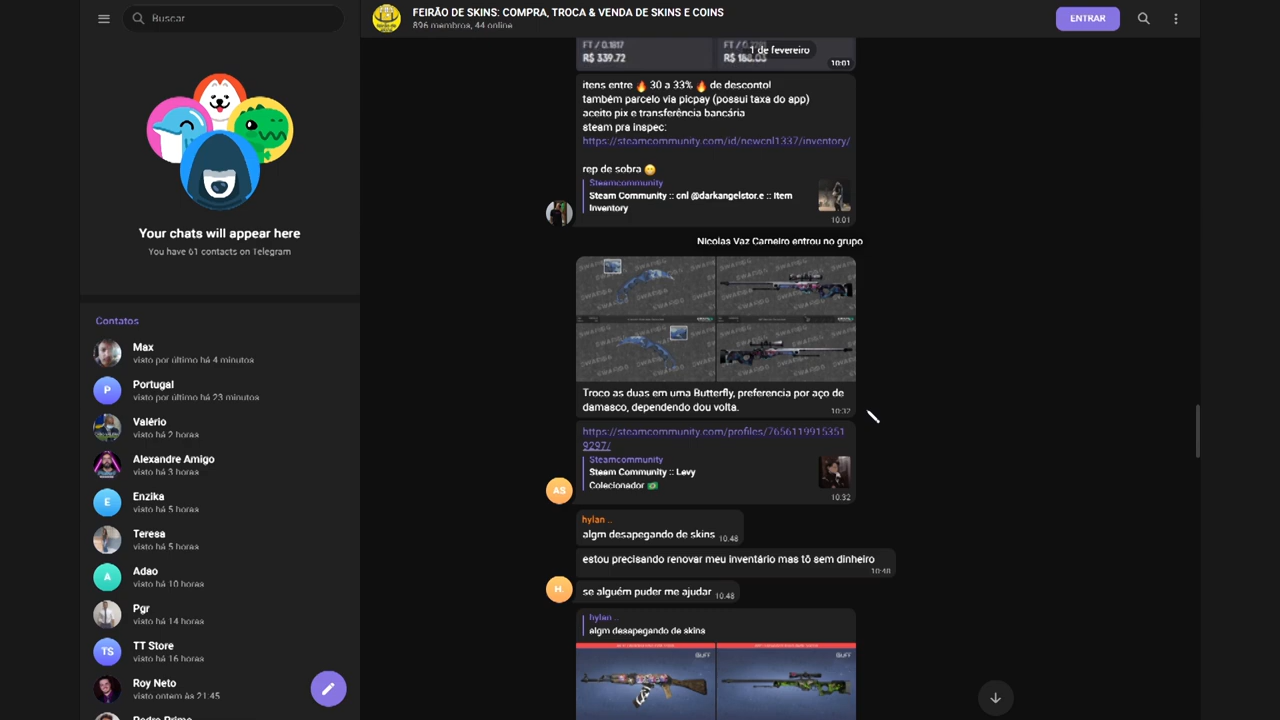 Buscar
FEIRÃO DE SKINS: COMPRA, TROCA & VENDA DE SKINS E COINS
896 membros, 44 online
ENTRAR
Your chats will appear here
You have 61 contacts on Telegram
Contatos
Max
visto por último há 4 minutos
P
Portugal
visto por último há 23 minutos
Valério
visto há 2 horas
Alexandre Amigo
visto há 3 horas
E
Enzika
visto há 5 horas
Teresa
visto há 5 horas
A
Adao
visto há 10 horas
Pgr
visto há 14 horas
TS
TT Store
visto há 16 horas
Roy Neto
visto ontem às 21:45
Pedro Primo
FT / 0.1817
R$ 339.72
1 de fevereiro
10:01
itens entre 🔥 30 a 33% 🔥 de desconto!
também parcelo via picpay (possui taxa do app)
aceito pix e transferência bancária
steam pra inspec:
https://steamcommunity.com/id/newcnl1337/inventory/
rep de sobra
Steamcommunity
Steam Community :: cnl @darkangelstor.e :: Item
Inventory
10:01
Nicolas Vaz Carneiro entrou no grupo
Troco as duas em uma Butterfly, preferencia por aço de
damasco, dependendo dou volta.
10:32
https://steamcommunity.com/profiles/7656119915351
9297/
Steamcommunity
Steam Community :: Levy
Colecionador
10:32
AS
hylan ..
algm desapegando de skins 10:48
estou precisando renovar meu inventário mas tô sem dinheiro
10:48
H.
se alguém puder me ajudar 10:48
hylan ..
algm desapegando de skins
BUFF
BUFF